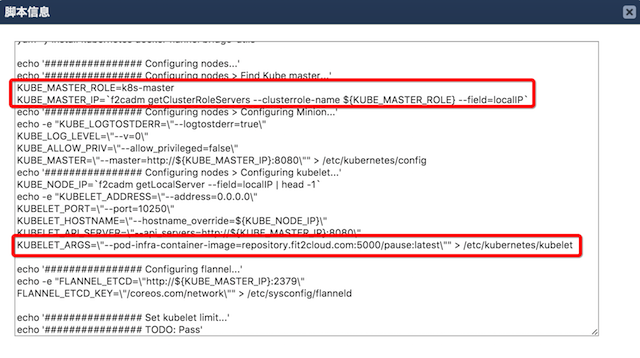 脚本信息
yum -y install kubernetes docker flannel bridge-utils
echo '################ Configuring nodes...'
echo '################ Configuring nodes > Find Kube master...'
KUBE_MASTER_ROLE=k8s-master
KUBE_MASTER_IP=`f2cadm getClusterRoleServers --clusterrole-name ${KUBE_MASTER_ROLE} --field=localIP`
echo '################ Configuring nodes > Configuring Minion...'
echo -e "KUBE_LOGTOSTDERR=\"--logtostderr=true\"
KUBE_LOG_LEVEL=\"--v=0\"
KUBE_ALLOW_PRIV=\"--allow_privileged=false\"
KUBE_MASTER=\"--master=http://${KUBE_MASTER_IP}:8080\"" > /etc/kubernetes/config
echo '################ Configuring nodes > Configuring kubelet...'
KUBE_NODE_IP=`f2cadm getLocalServer --field=localIP | head -1`
echo -e "KUBELET_ADDRESS=\"--address=0.0.0.0\"
KUBELET_PORT=\"--port=10250\"
KUBELET_HOSTNAME=\"--hostname_override=${KUBE_NODE_IP}\"
KUBELET_API_SERVER=\"--api_servers=http://${KUBE_MASTER_IP}:8080\"
KUBELET_ARGS=\"--pod-infra-container-image=repository.fit2cloud.com:5000/pause:latest\"" > /etc/kubernetes/kubelet
echo '################ Configuring flannel...'
echo -e "FLANNEL_ETCD=\"http://${KUBE_MASTER_IP}:2379\"
FLANNEL_ETCD_KEY=\"/coreos.com/network\"" > /etc/sysconfig/flanneld
echo '################ Set kubelet limit...'
echo '################ TODO: Pass'